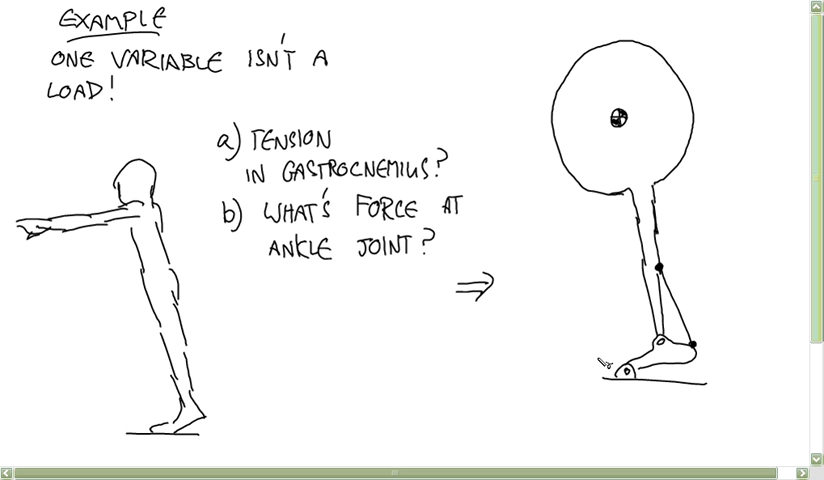 EXAMPLE
ONE VARIABLE ISN'T A
LOAD!
a) TENSION
IN GASTROCNEMIUS?
b) WHAT'S FORCE AT
ANKLE JOINT?
⇒